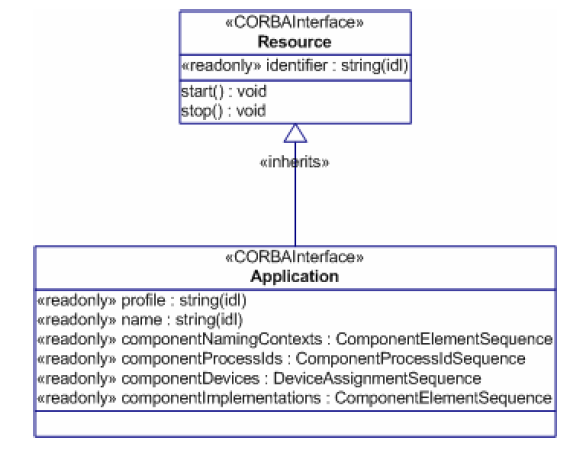 «CORBAInterface»
Resource
«readonly» identifier : string(idl)
start() : void
stop() : void
«inherits»
«CORBAInterface»
Application
«readonly» profile : string(idl)
«readonly» name : string(idl)
«readonly» componentNamingContexts : ComponentElementSequence
«readonly» componentProcessIds : ComponentProcessIdSequence
«readonly» componentDevices : DeviceAssignmentSequence
«readonly» componentImplementations : ComponentElementSequence